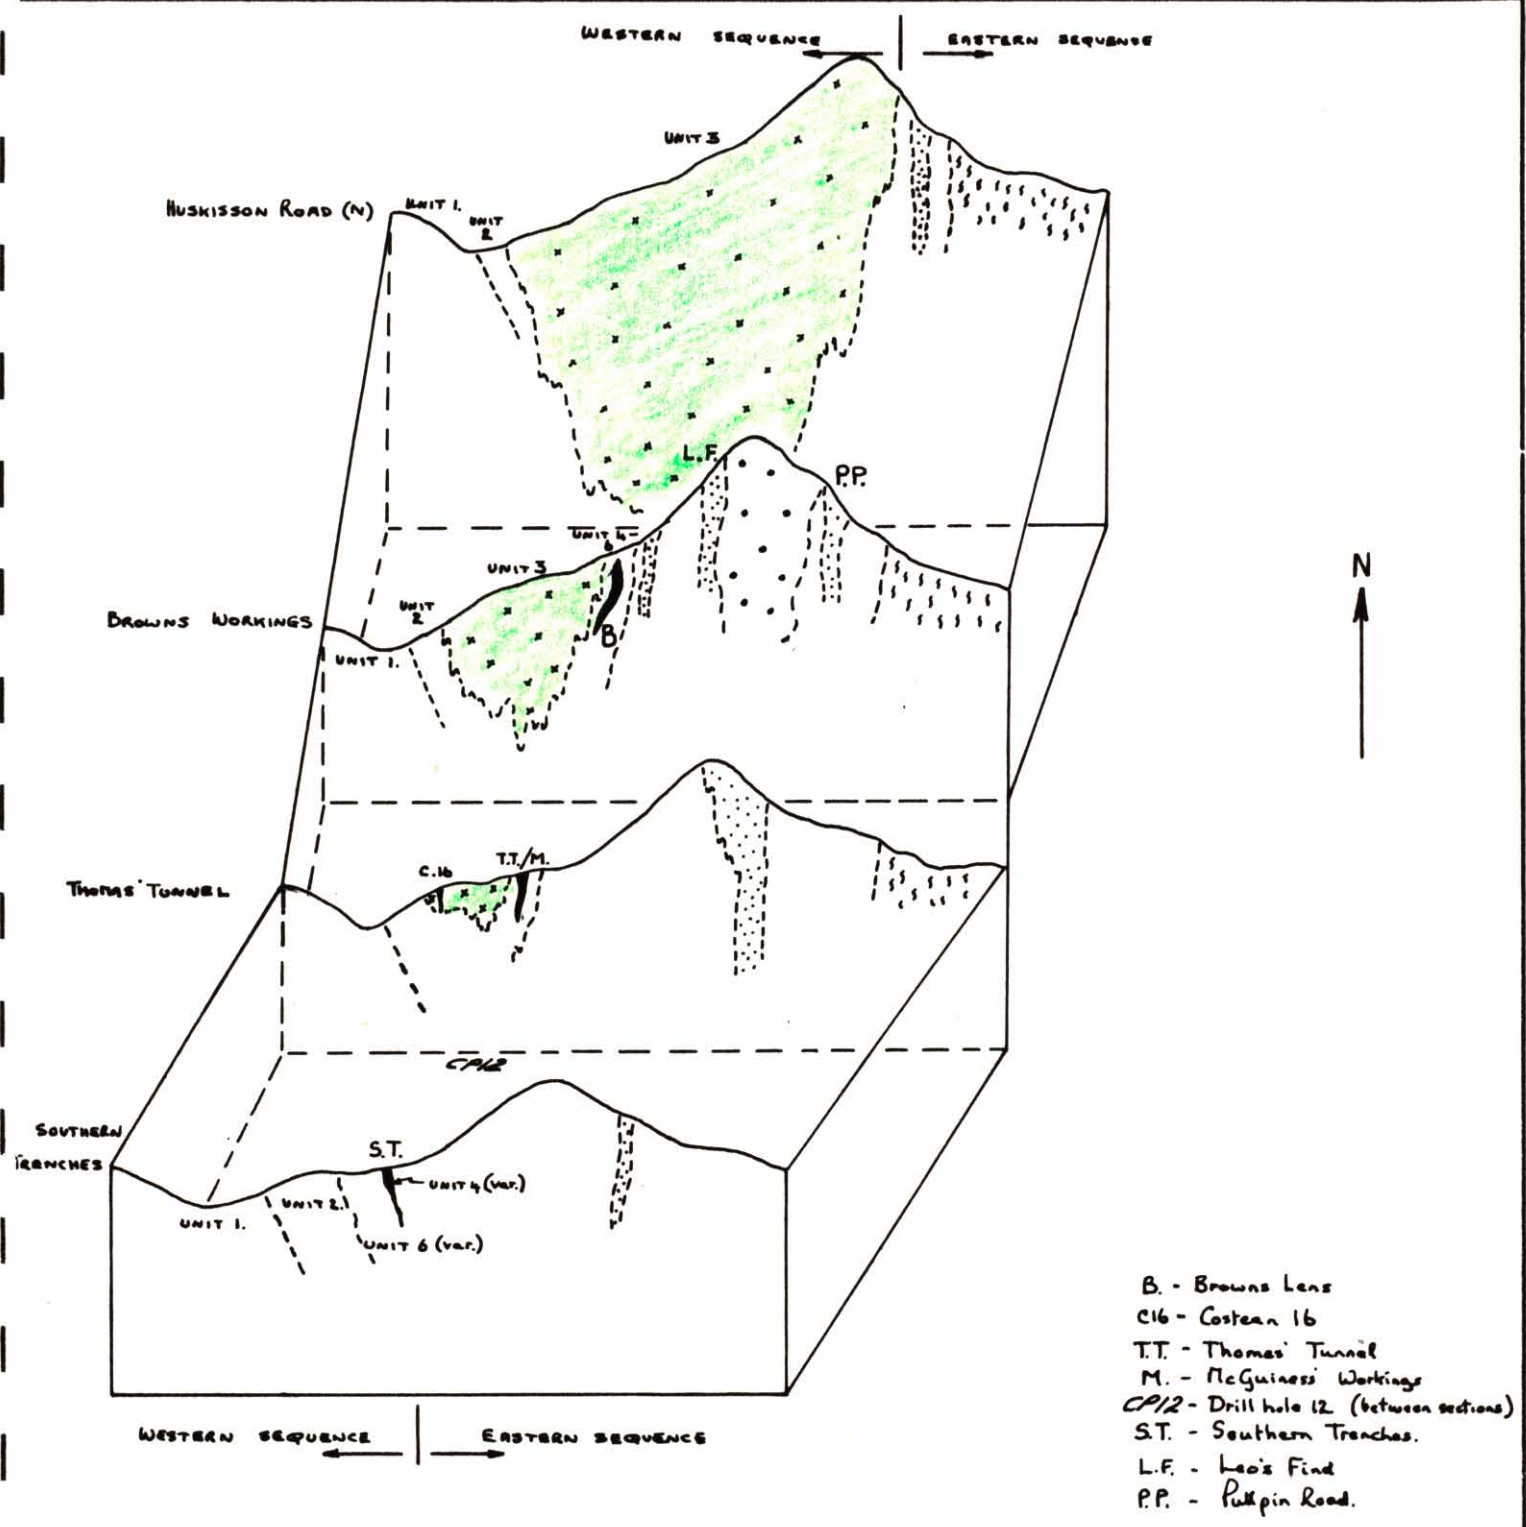 WESTERN SEQUENCE
EASTERN SEQUENCE
UNIT 3
HUSKISSON ROAD (N)
UNIT 1.
UNIT
2
L.F.
P.P.
UNIT 4-
6
UNIT 3
UNIT
2
BROWNS WORKINGS
B
UNIT 1.
N
T.T./M.
C.16
THOMAS' TUNNEL
CP12
SOUTHERN
TRENCHES
S.T.
UNIT 4 (var.)
UNIT 2.
UNIT 1.
UNIT 6 (var.)
B. - Browns Lens
C16 - Costean 16
T.T. - Thomas' Tunnel
M. - McGuiness' Workings
CP12 - Drill hole 12 (between sections)
S.T. - Southern Trenches.
L.F. - Leo's Find
P.P. - Road.
WESTERN SEQUENCE
EASTERN SEQUENCE